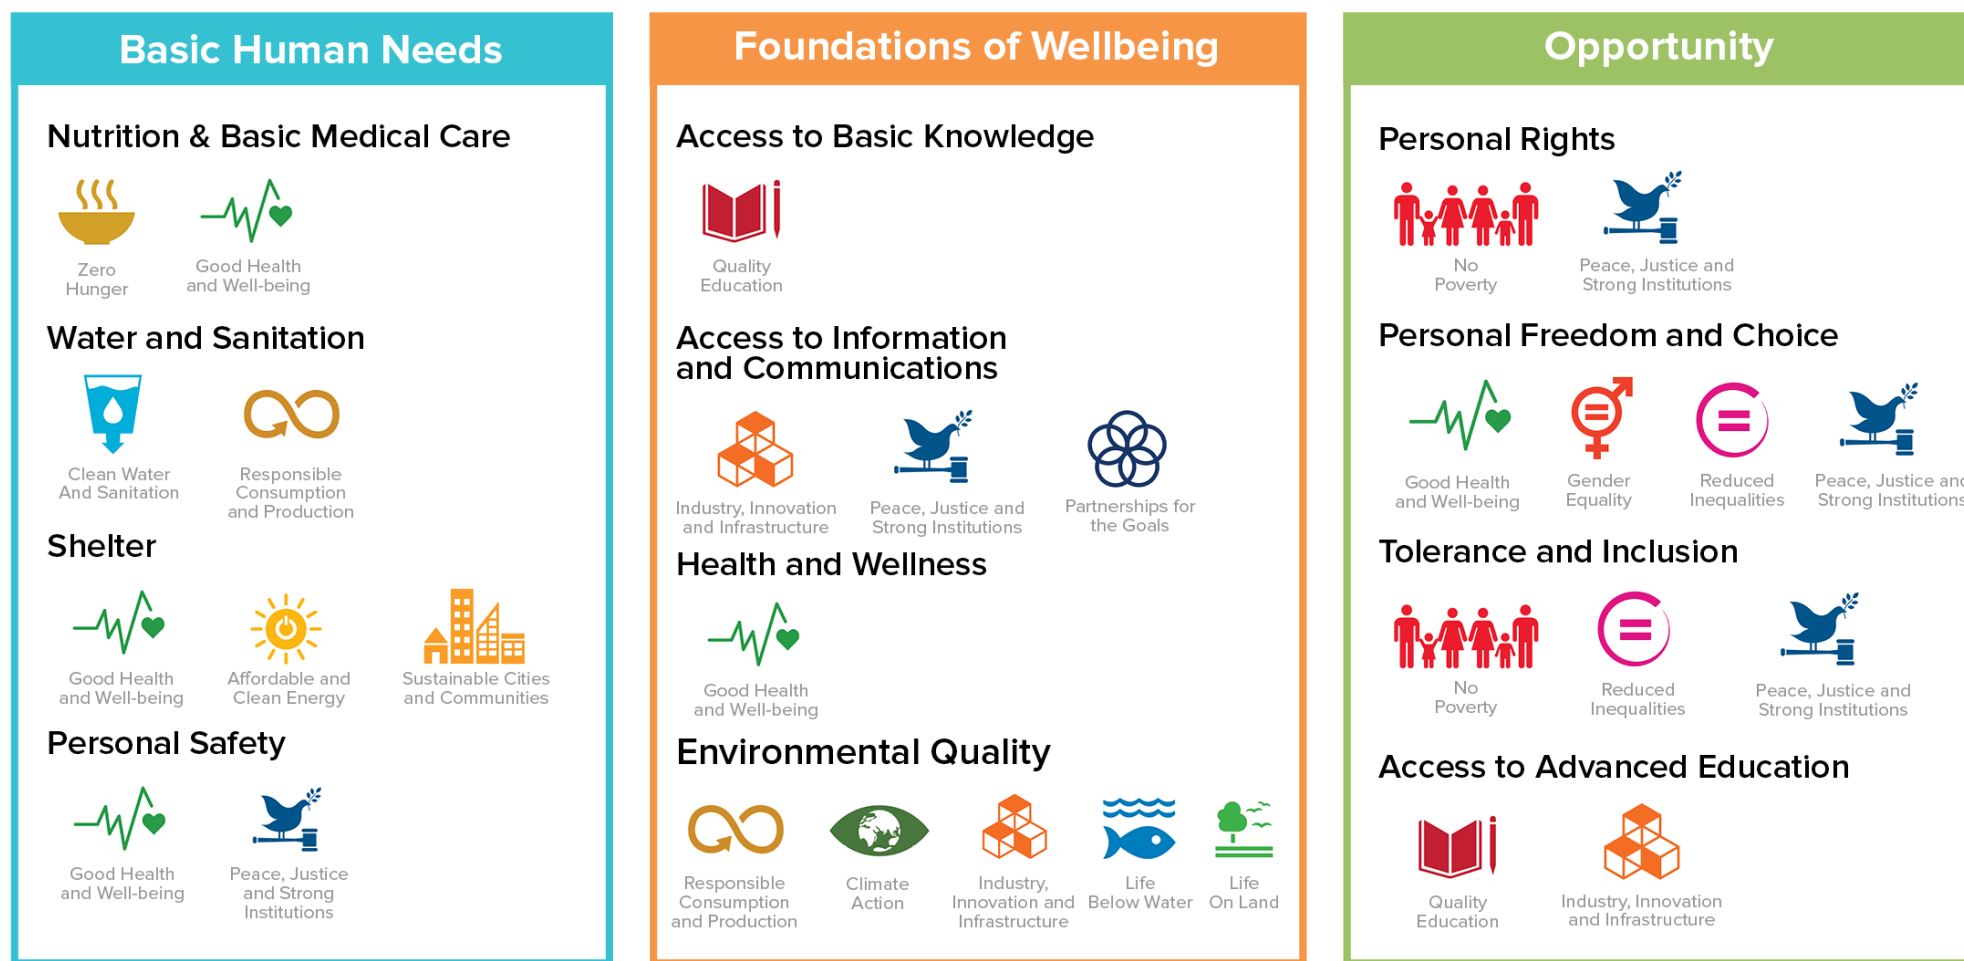 Basic Human Needs
Nutrition & Basic Medical Care
Zero
Hunger
Good Health
and Well-being
Water and Sanitation
Clean Water
And Sanitation
Responsible
Consumption
and Production
Shelter
Good Health
and Well-being
Affordable and
Clean Energy
Sustainable Cities
and Communities
Personal Safety
Good Health
and Well-being
Peace, Justice
and Strong
Institutions
Foundations of Wellbeing
Access to Basic Knowledge
Quality
Education
Access to Information
and Communications
Industry, Innovation
and Infrastructure
Peace, Justice and
Strong Institutions
Partnerships for
the Goals
Health and Wellness
Good Health
and Well-being
Environmental Quality
Responsible
Consumption
and Production
Climate
Action
Industry,
Innovation and
Infrastructure
Life
Below Water
Life
On Land
Opportunity
Personal Rights
No
Poverty
Peace, Justice and
Strong Institutions
Personal Freedom and Choice
Good Health
and Well-being
Gender
Equality
Reduced
Inequalities
Peace, Justice and
Strong Institutions
Tolerance and Inclusion
No
Poverty
Reduced
Inequalities
Peace, Justice and
Strong Institutions
Access to Advanced Education
Quality
Education
Industry, Innovation
and Infrastructure